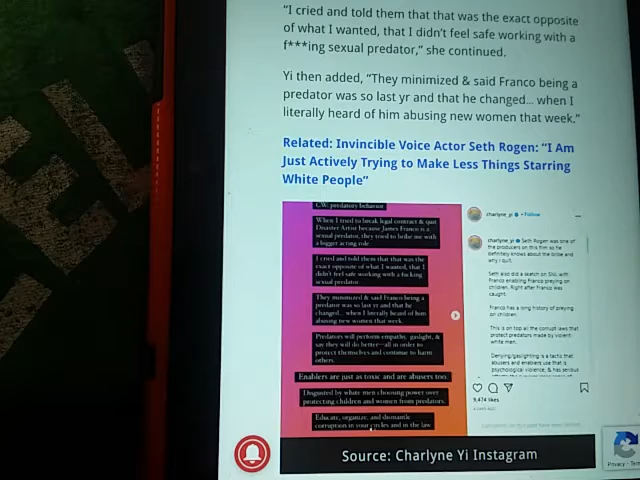 “I cried and told them that that was the exact opposite
of what I wanted, that I didn’t feel safe working with a
f***ing sexual predator,” she continued.
Yi then added, “They minimized & said Franco being a
predator was so last yr and that he changed... when I
literally heard of him abusing new women that week.”
Related: Invincible Voice Actor Seth Rogen: “I Am
Just Actively Trying to Make Less Things Starring
White People”
CW: predatory behavior
When I tried to break legal contract & quit
Disaster Artist because James Franco is a
sexual predator, they tried to bribe me with
a bigger acting role
I cried and told them that that was the
exact opposite of what I wanted, that I
didn't feel safe working with a fucking
sexual predator.
They minimized & said Franco being a
predator was so last yr and that he
changed... when I literally heard of him
abusing new women that week.
Predators will perform empathy, gaslight, &
say they will do better—all in order to
protect themselves and continue to harm
others.
Enablers are just as toxic and are abusers too.
Disgusted by white men choosing power over
protecting children and women from predators.
Educate, organize, and dismantle
corruption in your cycles and in the law
charlyne_yi • Follow
charlyne_yi Seth Rogen was one of
the producers on this film so he
definitely knows about the bribe and
why I quit.
Seth also did a sketch on SNL with
Franco enabling Franco preying on
children. Right after Franco was
caught.
Franco has a long history of preying
on children.
This is on top all the corrupt laws that
protect predators made by violent
white men.
Denying/gaslighting is a tactic that
abusers and enablers use that is
psychological violence, & has serious
9,474 likes
Source: Charlyne Yi Instagram
Privacy - Term